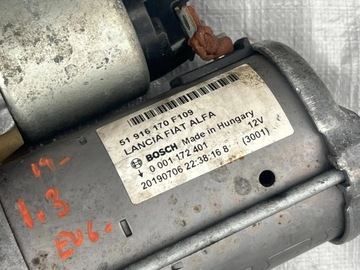 51 916 170 F109
LANCIA FIAT ALFA
BOSCH Made in Hungary
0 001 172 401 12V
20190706 22:38:16 8 (3001)
1.3
EU6.